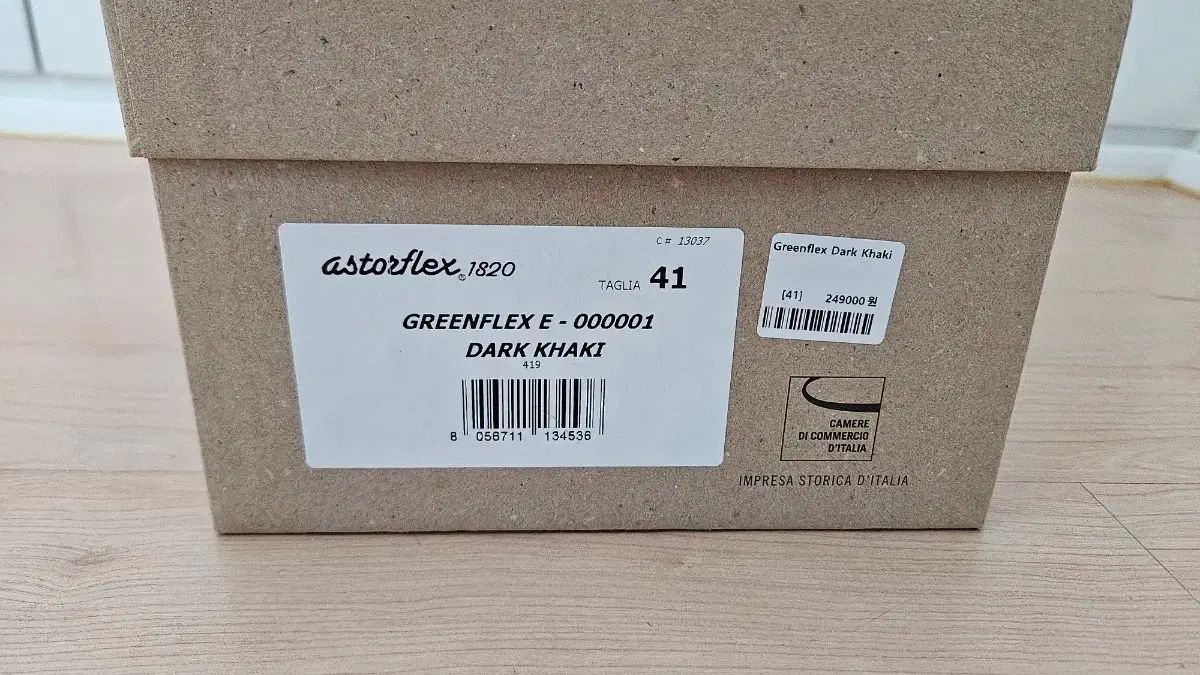 C# 13037
astorflex® 1820
TAGLIA 41
GREENFLEX E - 000001
DARK KHAKI
419
8 056711 134536
Greenflex Dark Khaki
[41] 249000 원
CAMERE
DI COMMERCIO
D'ITALIA
IMPRESA STORICA D'ITALIA